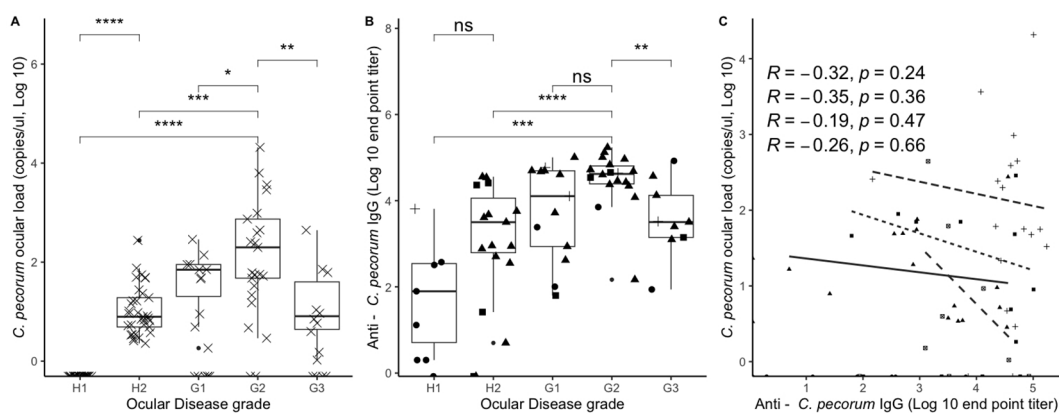 A
C. pecorum ocular load (copies/ul, Log 10)
6
4
2
0
****
**
*
***
****
H1 H2 G1 G2 G3
Ocular Disease grade
B
Anti - C. pecorum IgG (Log 10 end point titer)
8
6
4
2
0
ns
**
ns
****
***
H1 H2 G1 G2 G3
Ocular Disease grade
C
C. pecorum ocular load (copies/ul, Log 10)
4
3
2
1
0
R = −0.32, p = 0.24
R = −0.35, p = 0.36
R = −0.19, p = 0.47
R = −0.26, p = 0.66
1 2 3 4 5
Anti - C. pecorum IgG (Log 10 end point titer)